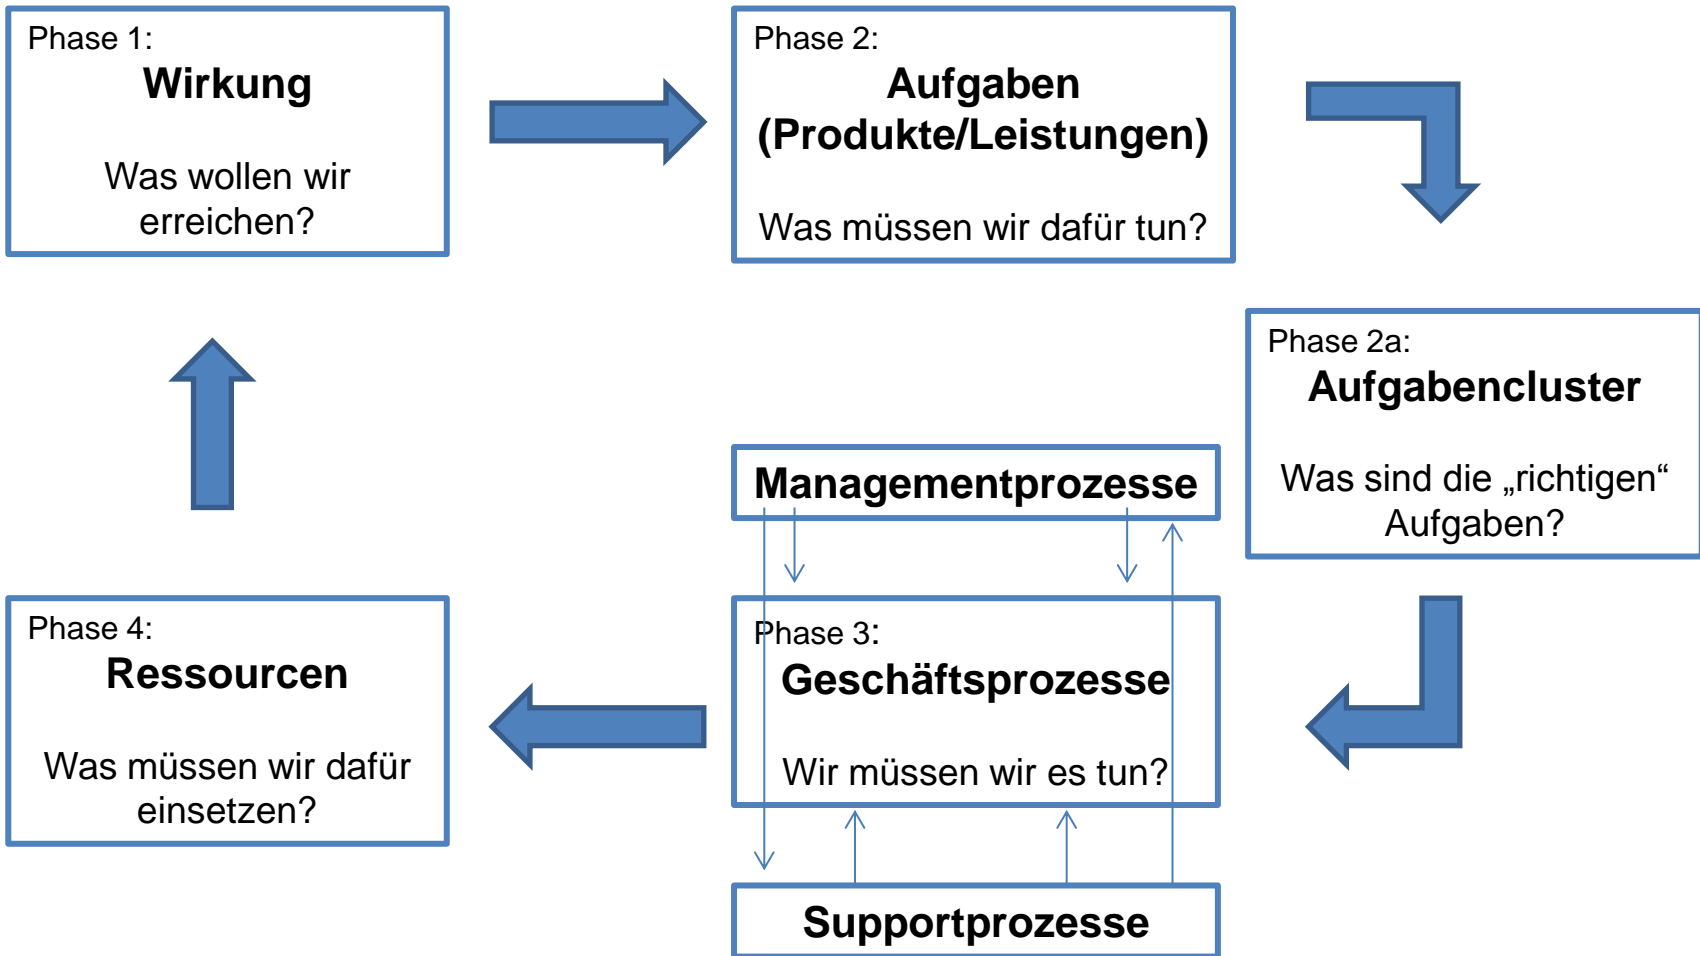 Phase 1:
Wirkung
Was wollen wir
erreichen?
Phase 2:
Aufgaben
(Produkte/Leistungen)
Was müssen wir dafür tun?
Phase 2a:
Aufgabencluster
Was sind die „richtigen“
Aufgaben?
Managementprozesse
Phase 3:
Geschäftsprozesse
Wir müssen wir es tun?
Supportprozesse
Phase 4:
Ressourcen
Was müssen wir dafür
einsetzen?